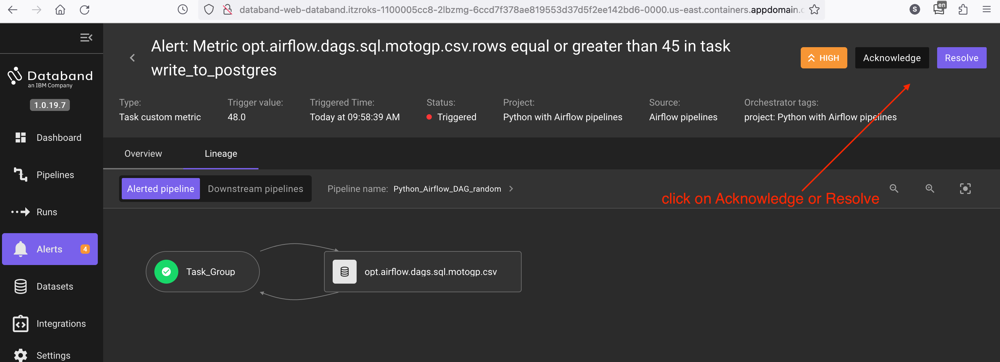 databand-web-databand.itzroks-1100005cc8-2lbzmg-6ccd7f378ae819553d37d5f2ee142bd6-0000.us-east.containers.appdomain.c
S
en
Databand
an IBM Company
1.0.19.7
Dashboard
Pipelines
Runs
Alerts 4
Datasets
Integrations
Settings
Alert: Metric opt.airflow.dags.sql.motogp.csv.rows equal or greater than 45 in task
write_to_postgres
HIGH
Acknowledge
Resolve
Type: Trigger value: Triggered Time: Status: Project: Source: Orchestrator tags:
Task custom metric 48.0 Today at 09:58:39 AM Triggered Python with Airflow pipelines Airflow pipelines project: Python with Airflow pipelines
Overview Lineage
Alerted pipeline Downstream pipelines Pipeline name: Python_Airflow_DAG_random
click on Acknowledge or Resolve
Task_Group
opt.airflow.dags.sql.motogp.csv